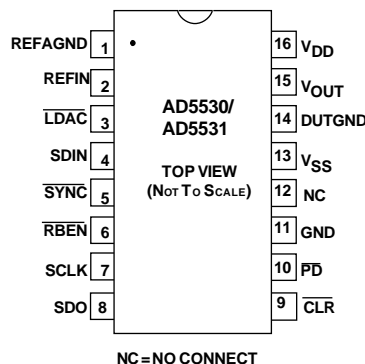 REFAGND 1
REFIN 2
LDAC 3
SDIN 4
SYNC 5
RBEN 6
SCLK 7
SDO 8
AD5530/
AD5531
TOP VIEW
(NOT TO SCALE)
16 VDD
15 VOUT
14 DUTGND
13 VSS
12 NC
11 GND
10 PD
9 CLR
NC = NO CONNECT